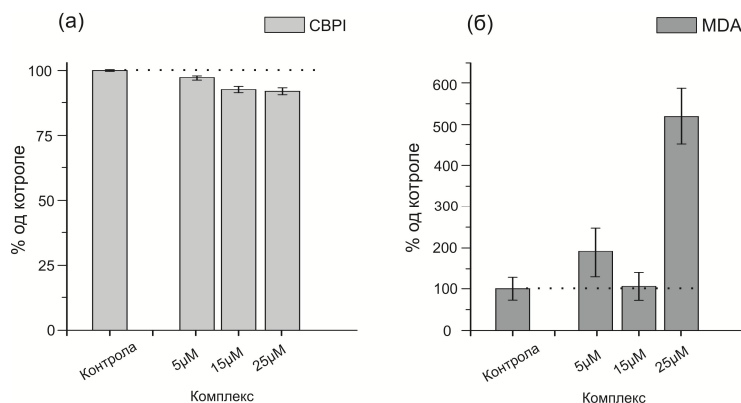 (а)
CBPI
100
75
50
25
0
% од котроле
Контрола
5μM
15μM
25μM
Комплекс
(б)
MDA
600
500
400
300
200
100
0
% од котроле
Контрола
5μM
15μM
25μM
Комплекс